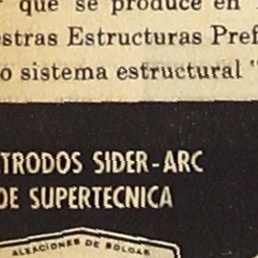 que se produce en
estras Estructuras Pref
o sistema estructural "
TRODOS SIDER-ARC
DE SUPERTECNICA
ALEACIONES DE SOLDAR